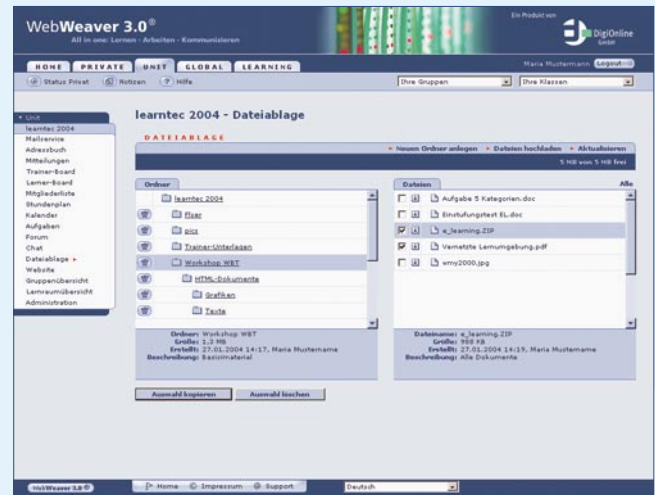 WebWeaver 3.0®
All in one: Lernen - Arbeiten - Kommunizieren
Ein Produkt von
DigiOnline
GmbH
HOME PRIVATE UNIT GLOBAL LEARNING
Maria Mustermann Logout
Status Privat Notizen Hilfe
Ihre Gruppen Ihre Klassen
Unit
learntec 2004
Mailservice
Adressbuch
Mitteilungen
Trainer-Board
Lerner-Board
Mitgliederliste
Stundenplan
Kalender
Aufgaben
Forum
Chat
Dateiablage
Website
Gruppenübersicht
Lernraumübersicht
Administration
learntec 2004 - Dateiablage
DATEIABLAGE
Neuen Ordner anlegen Dateien hochladen Aktualisieren
5 MB von 5 MB frei
Ordner
learntec 2004
flyer
pics
Trainer-Unterlagen
Workshop WBT
HTML-Dokumente
Grafiken
Texte
Ordner: Workshop WBT
Größe: 1,3 MB
Erstellt: 27.01.2004 14:17, Maria Mustername
Beschreibung: Basismaterial
Dateien Alle
Aufgabe 5 Kategorien.doc
Einstufungstest EL.doc
e_learning.ZIP
Vernetzte Lernumgebung.pdf
wmy2000.jpg
Dateiname: e_learning.ZIP
Größe: 988 KB
Erstellt: 27.01.2004 14:19, Maria Mustername
Beschreibung: Alle Dokumente
Auswahl kopieren Auswahl löschen
WebWeaver 3.0 ® Home © Impressum @ Support Deutsch